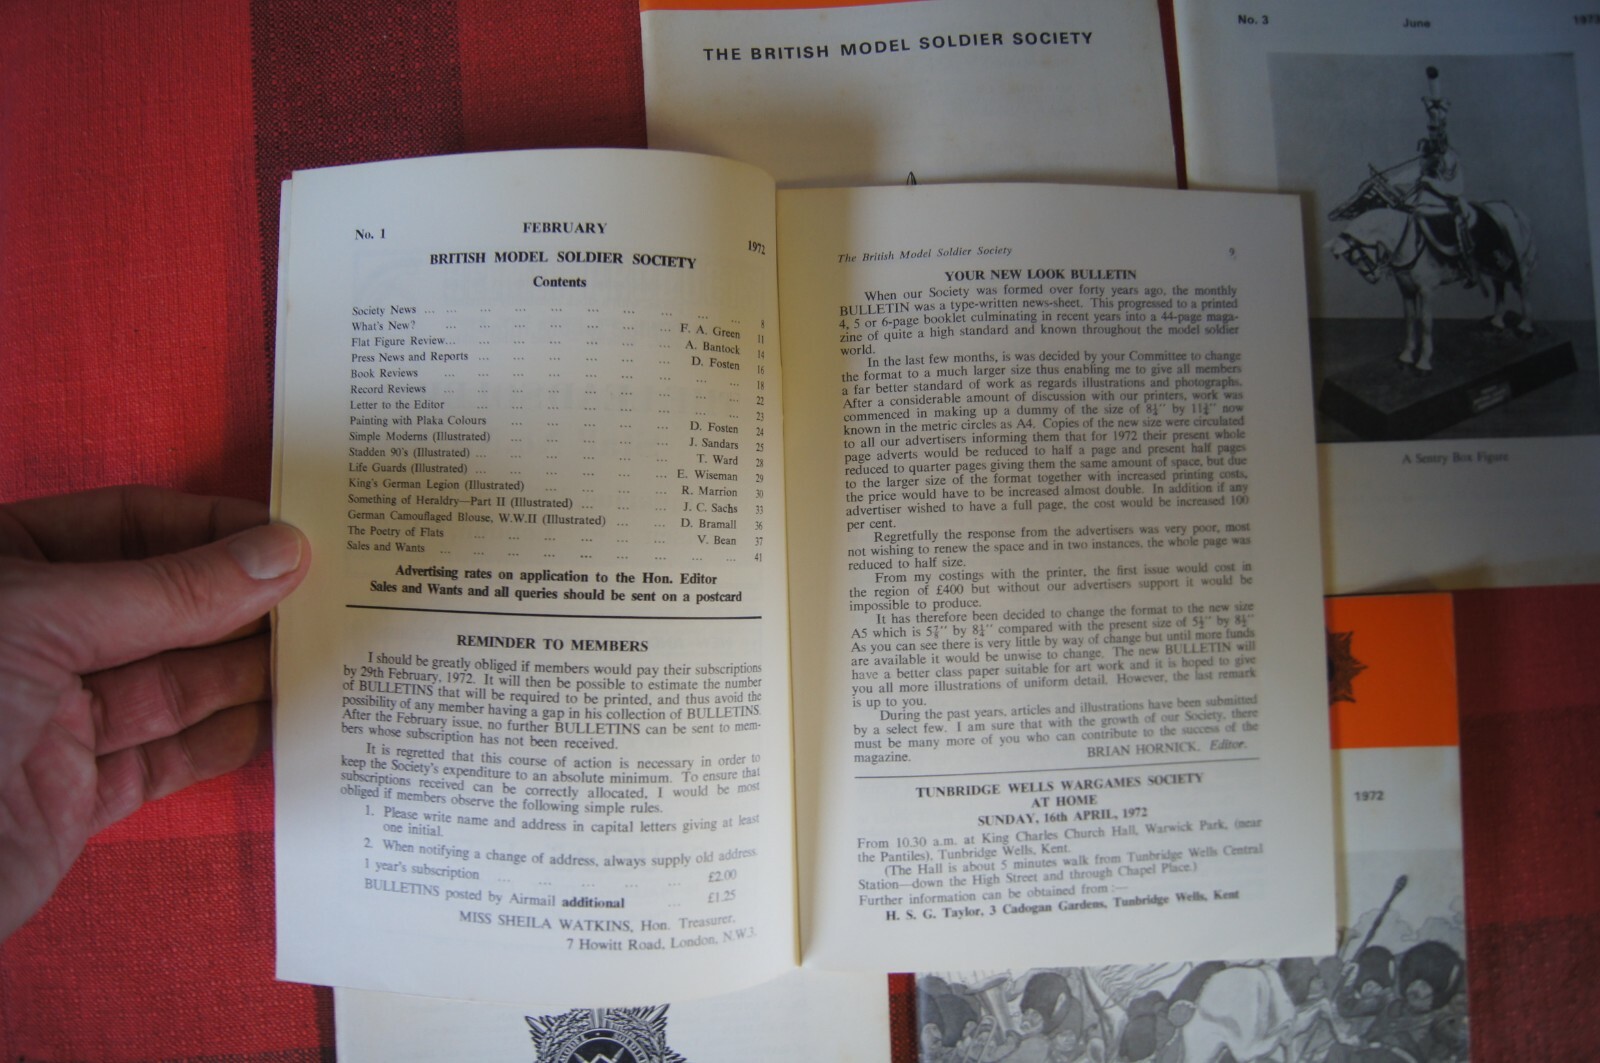 THE BRITISH MODEL SOLDIER SOCIETY
No. 3 June 1973
A Sentry Box Figure
1972
No. 1 FEBRUARY 1972
BRITISH MODEL SOLDIER SOCIETY
Contents
Society News ... ... ... ... ... ... ... ... 8
What's New? ... ... ... ... ... F. A. Green 11
Flat Figure Review... ... ... ... ... A. Bantock 14
Press News and Reports ... ... ... ... ... D. Fosten 16
Book Reviews ... ... ... ... ... ... ... 18
Record Reviews ... ... ... ... ... ... ... 22
Letter to the Editor ... ... ... ... ... ... 23
Painting with Plaka Colours ... ... ... ... D. Fosten 24
Simple Moderns (Illustrated) ... ... ... ... J. Sandars 25
Stadden 90's (Illustrated) ... ... ... ... ... T. Ward 28
Life Guards (Illustrated) ... ... ... ... ... E. Wiseman 29
King's German Legion (Illustrated) ... ... ... R. Marrion 30
Something of Heraldry—Part II (Illustrated) ... ... ... J. C. Sachs 33
German Camouflaged Blouse, W.W.II (Illustrated) ... ... D. Bramall 36
The Poetry of Flats ... ... ... ... ... V. Bean 37
Sales and Wants ... ... ... ... ... ... ... 41
Advertising rates on application to the Hon. Editor
Sales and Wants and all queries should be sent on a postcard
REMINDER TO MEMBERS
I should be greatly obliged if members would pay their subscriptions
by 29th February, 1972. It will then be possible to estimate the number
of BULLETINS that will be required to be printed, and thus avoid the
possibility of any member having a gap in his collection of BULLETINS.
After the February issue, no further BULLETINS can be sent to mem-
bers whose subscription has not been received.
It is regretted that this course of action is necessary in order to
keep the Society's expenditure to an absolute minimum. To ensure that
subscriptions received can be correctly allocated, I would be most
obliged if members observe the following simple rules.
1. Please write name and address in capital letters giving at least
one initial.
2. When notifying a change of address, always supply old address.
1 year's subscription ... ... ... ... ... £2.00
BULLETINS posted by Airmail additional ... £1.25
MISS SHEILA WATKINS, Hon. Treasurer,
7 Howitt Road, London, N.W.3.
The British Model Soldier Society 9
YOUR NEW LOOK BULLETIN
When our Society was formed over forty years ago, the monthly
BULLETIN was a type-written news-sheet. This progressed to a printed
4, 5 or 6-page booklet culminating in recent years into a 44-page maga-
zine of quite a high standard and known throughout the model soldier
world.
In the last few months, is was decided by your Committee to change
the format to a much larger size thus enabling me to give all members
a far better standard of work as regards illustrations and photographs.
After a considerable amount of discussion with our printers, work was
commenced in making up a dummy of the size of 8¼" by 11¾" now
known in the metric circles as A4. Copies of the new size were circulated
to all our advertisers informing them that for 1972 their present whole
page adverts would be reduced to half a page and present half pages
reduced to quarter pages giving them the same amount of space, but due
to the larger size of the format together with increased printing costs,
the price would have to be increased almost double. In addition if any
advertiser wished to have a full page, the cost would be increased 100
per cent.
Regretfully the response from the advertisers was very poor, most
not wishing to renew the space and in two instances, the whole page was
reduced to half size.
From my costings with the printer, the first issue would cost in
the region of £400 but without our advertisers support it would be
impossible to produce.
It has therefore been decided to change the format to the new size
A5 which is 5⅞" by 8¼" compared with the present size of 5½" by 8½"
As you can see there is very little by way of change but until more funds
are available it would be unwise to change. The new BULLETIN will
have a better class paper suitable for art work and it is hoped to give
you all more illustrations of uniform detail. However, the last remark
is up to you.
During the past years, articles and illustrations have been submitted
by a select few. I am sure that with the growth of our Society, there
must be many more of you who can contribute to the success of the
magazine. BRIAN HORNICK, Editor.
TUNBRIDGE WELLS WARGAMES SOCIETY
AT HOME
SUNDAY, 16th APRIL, 1972
From 10.30 a.m. at King Charles Church Hall, Warwick Park, (near
the Pantiles), Tunbridge Wells, Kent.
(The Hall is about 5 minutes walk from Tunbridge Wells Central
Station—down the High Street and through Chapel Place.)
Further information can be obtained from :—
H. S. G. Taylor, 3 Cadogan Gardens, Tunbridge Wells, Kent